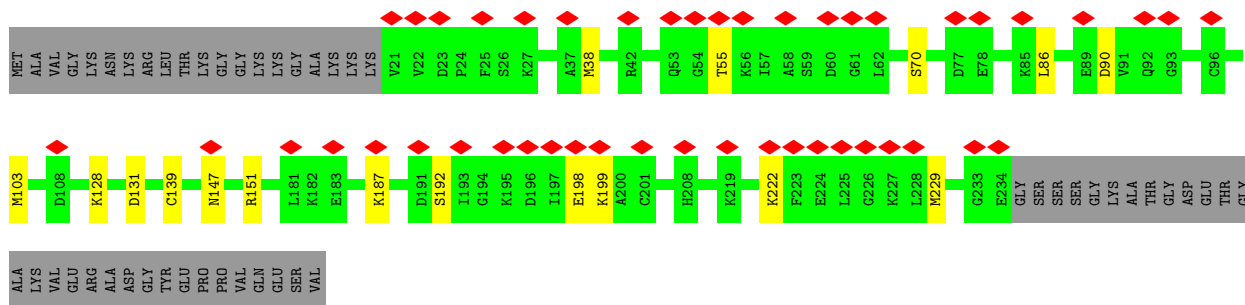 MET ALA VAL GLY LYS ASN LYS ARG LEU THR LYS GLY GLY LYS LYS GLY ALA LYS LYS LYS V21 V22 D23 P24 F25 S26 K27 A37 M38 R42 Q53 G54 T55 K56 I57 A58 S59 D60 G61 L62 S70 D77 E78 K85 L86 E89 D90 V91 Q92 G93 C96
M103 D108 K128 D131 C139 N147 R151 L181 K182 E183 K187 D191 S192 I193 G194 K195 D196 I197 E198 K199 A200 C201 H208 K219 K222 F223 E224 L225 G226 K227 L228 M229 G233 E234 GLY SER SER SER GLY LYS ALA THR GLY ASP GLU THR GLY
ALA LYS VAL GLU ARG ALA ASP GLY TYR GLU PRO PRO VAL GLN GLU SER VAL